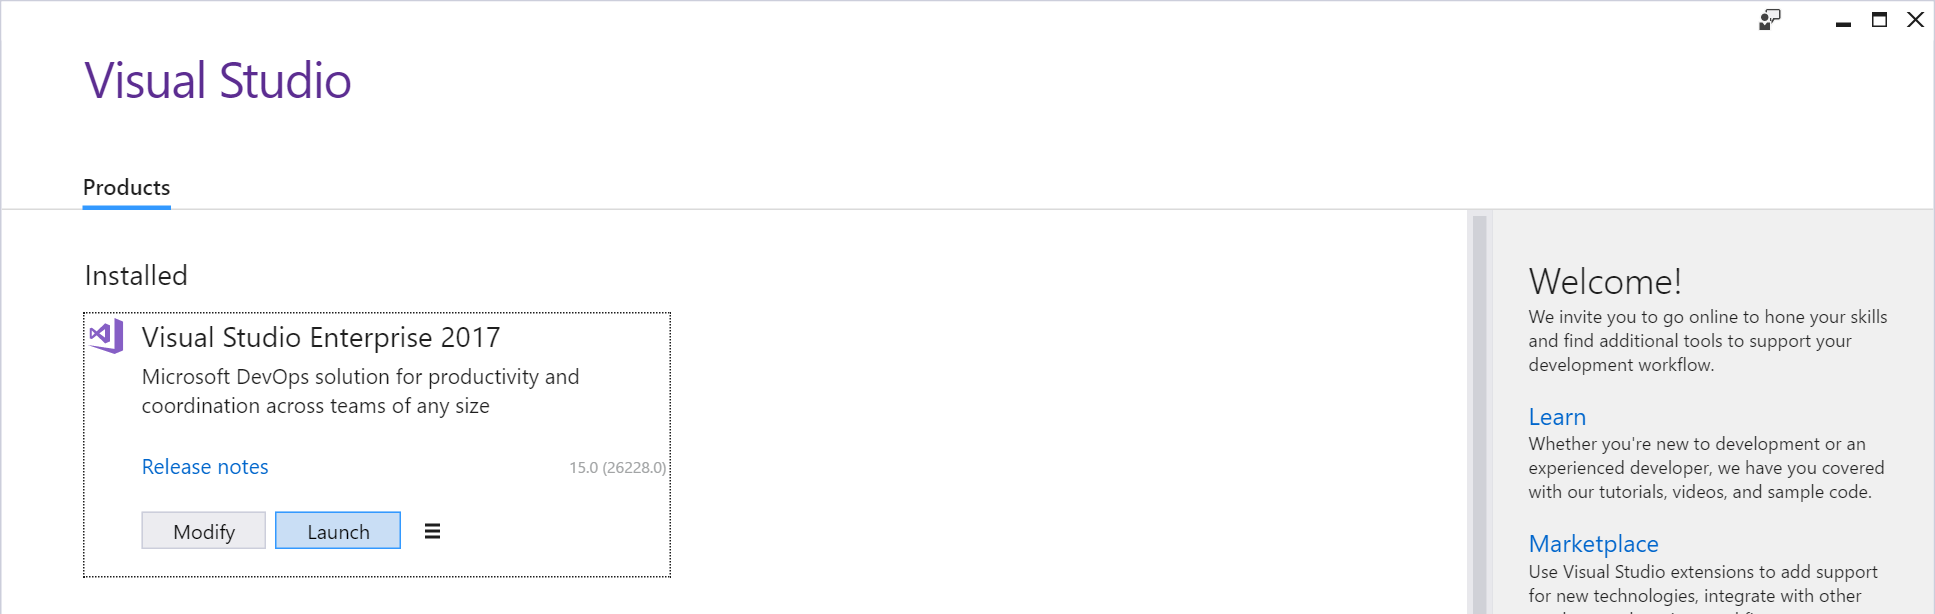 Visual Studio
Products
Installed
Visual Studio Enterprise 2017
Microsoft DevOps solution for productivity and
coordination across teams of any size
Release notes
15.0 (26228.0)
Modify
Launch
Welcome!
We invite you to go online to hone your skills
and find additional tools to support your
development workflow.
Learn
Whether you're new to development or an
experienced developer, we have you covered
with our tutorials, videos, and sample code.
Marketplace
Use Visual Studio extensions to add support
for new technologies, integrate with other